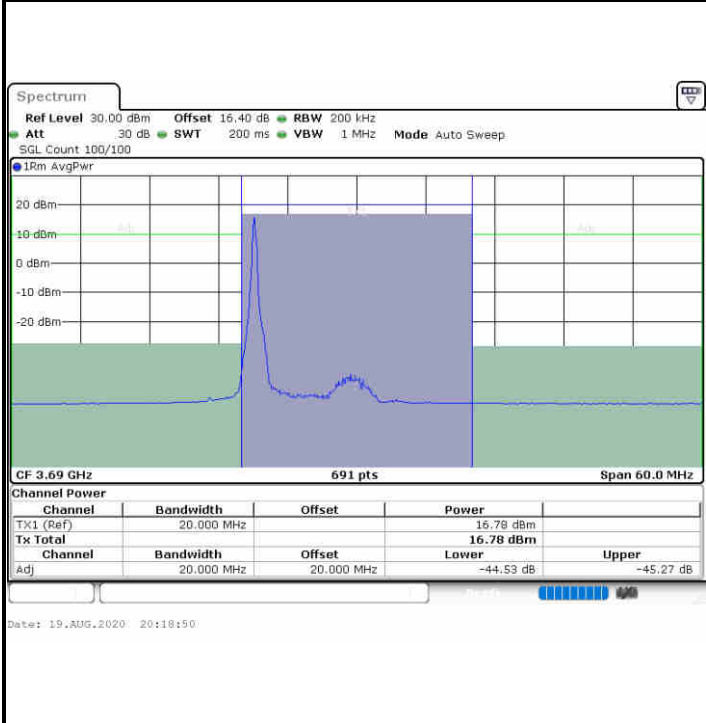 Spectrum
Ref Level 30.00 dBm Offset 16.40 dB RBW 200 kHz
Att 30 dB SWT 200 ms VBW 1 MHz Mode Auto Sweep
SGL Count 100/100
1Rm AvgPwr
20 dBm
Adj Adj
10 dBm
0 dBm
-10 dBm
-20 dBm
CF 3.69 GHz 691 pts Span 60.0 MHz
Channel Power
Channel Bandwidth Offset Power
TX1 (Ref) 20.000 MHz 16.78 dBm
Tx Total 16.78 dBm
Channel Bandwidth Offset Lower Upper
Adj 20.000 MHz 20.000 MHz -44.53 dB -45.27 dB
Date: 19.AUG.2020 20:18:50